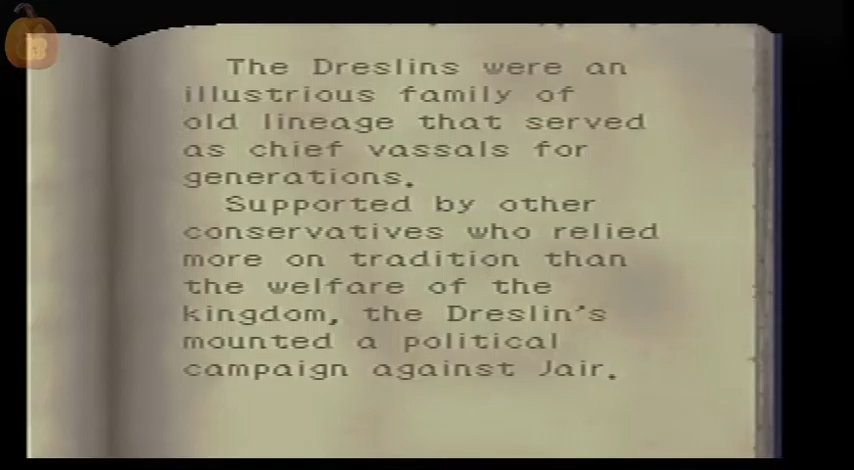 The Dreslins were an
illustrious family of
old lineage that served
as chief vassals for
generations.
Supported by other
conservatives who relied
more on tradition than
the welfare of the
kingdom, the Dreslin's
mounted a political
campaign against Jair.